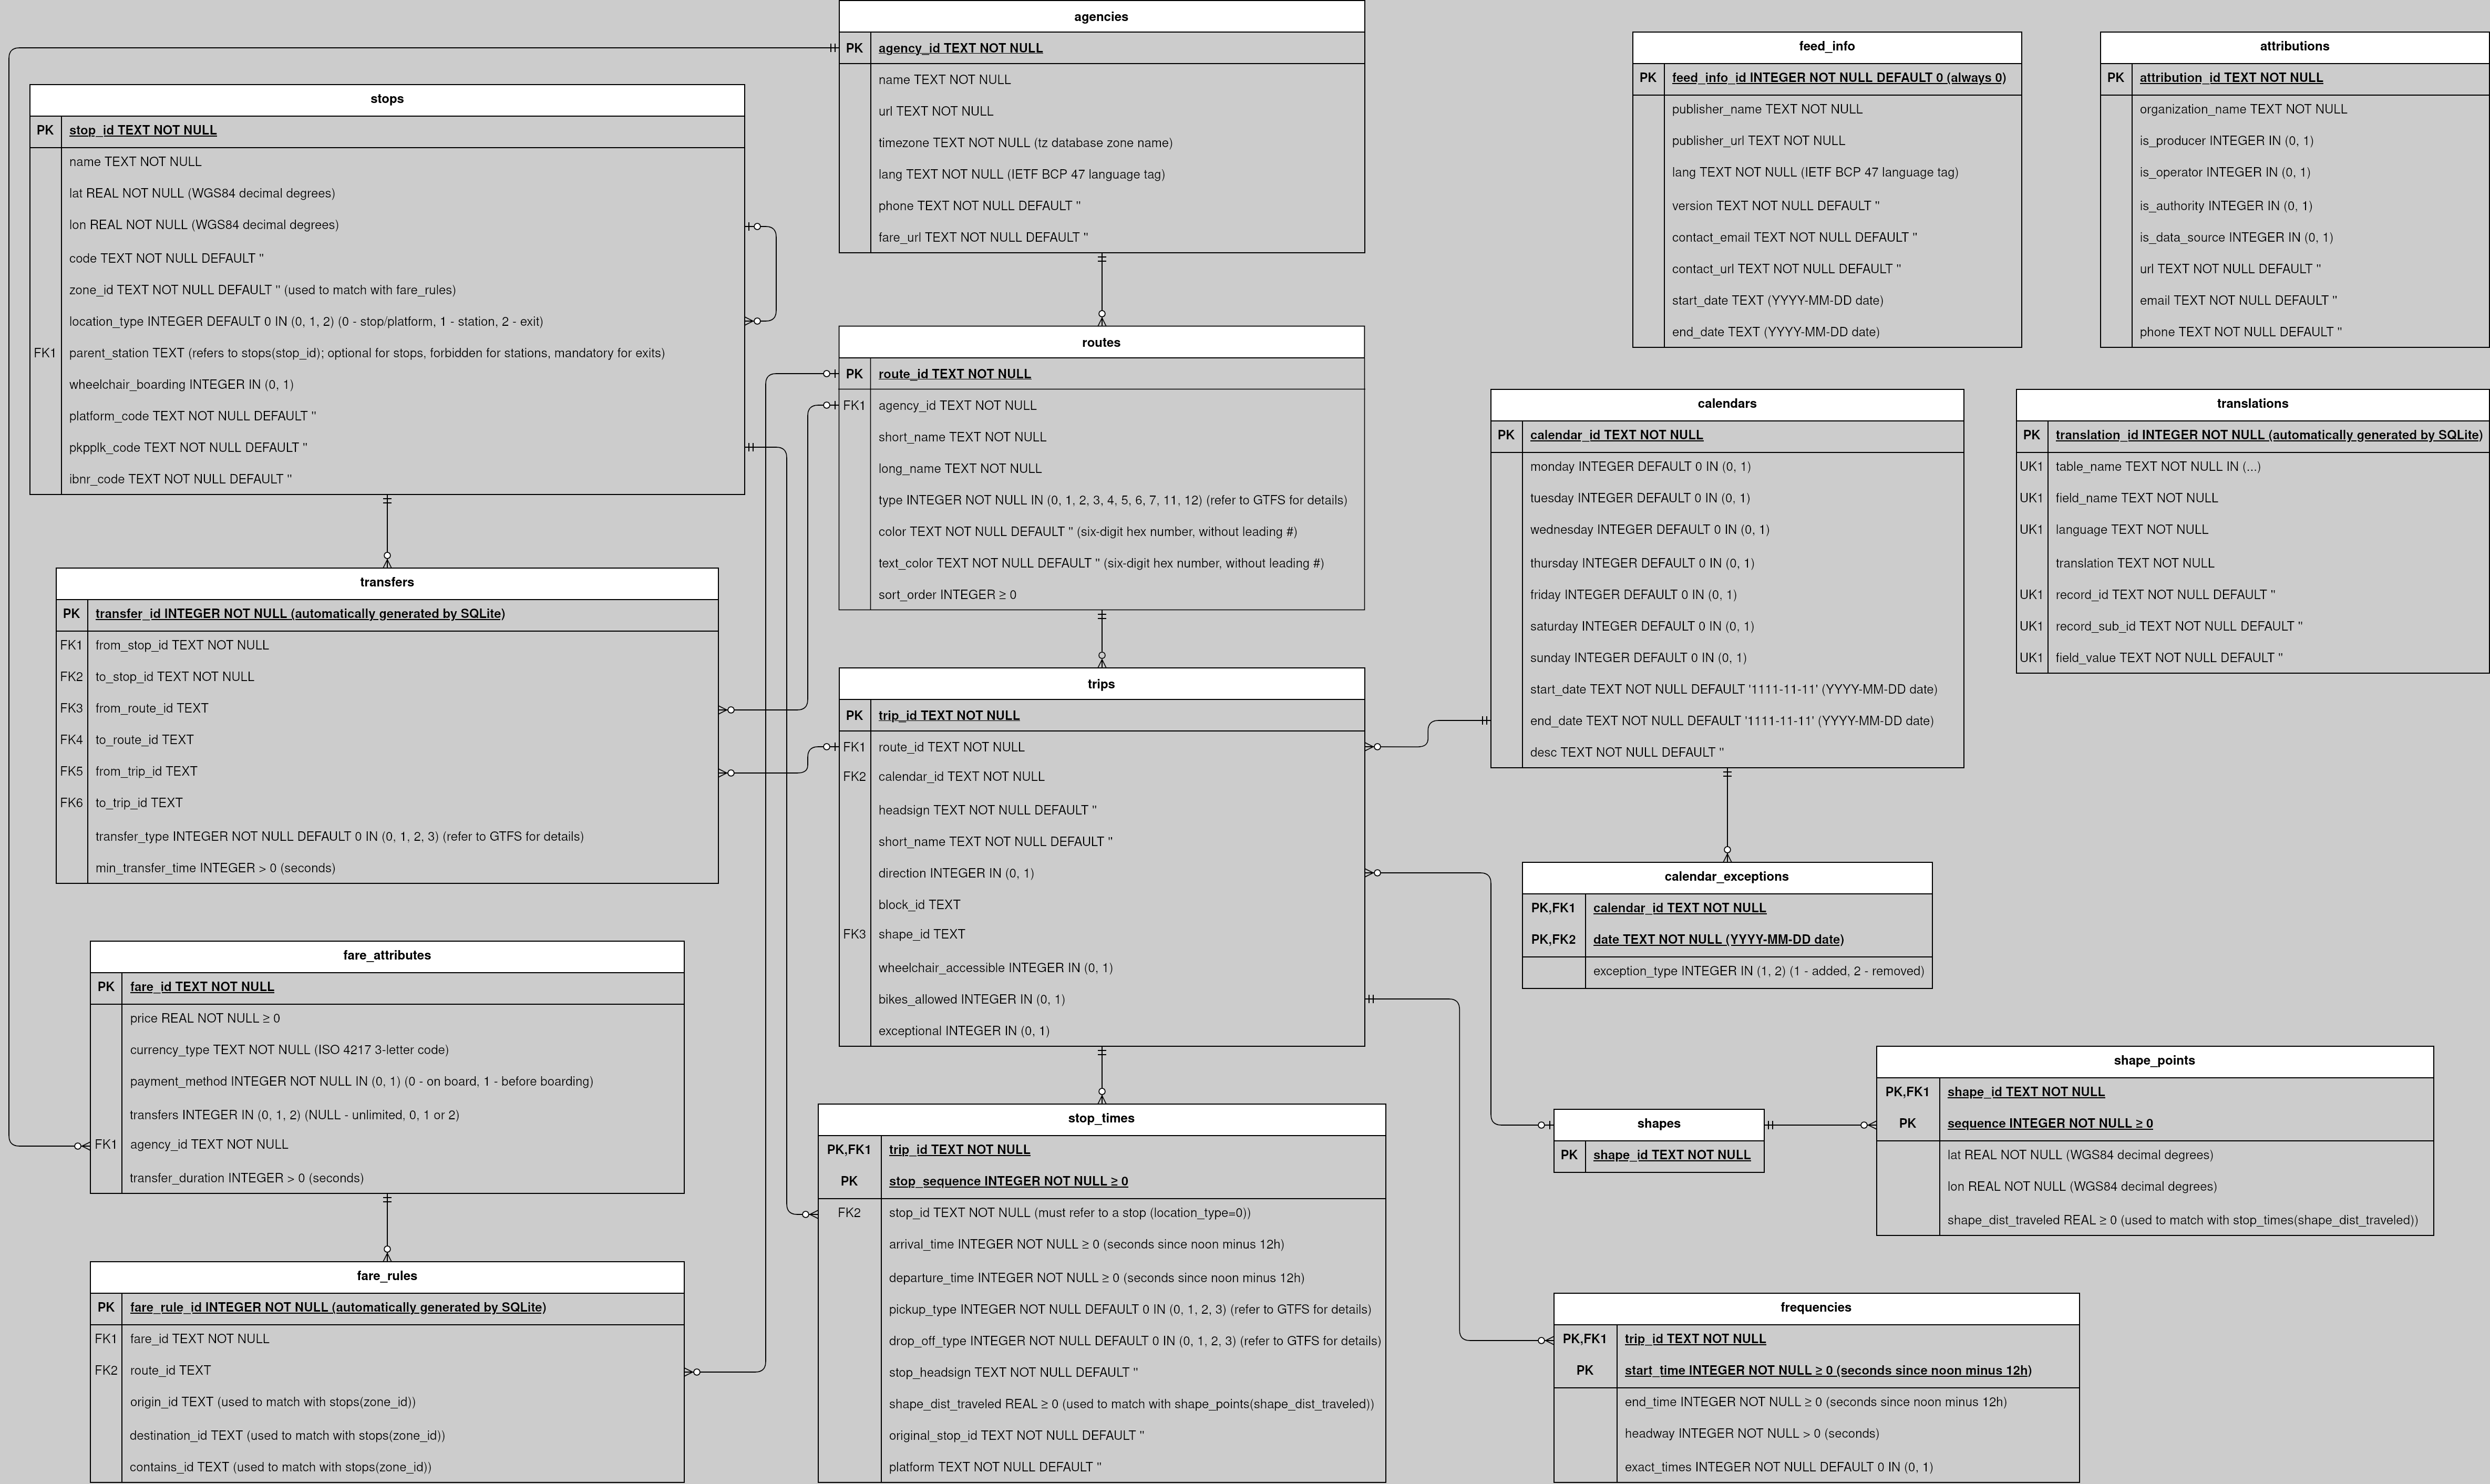 agencies
PK agency_id TEXT NOT NULL
name TEXT NOT NULL
url TEXT NOT NULL
timezone TEXT NOT NULL (tz database zone name)
lang TEXT NOT NULL (IETF BCP 47 language tag)
phone TEXT NOT NULL DEFAULT ''
fare_url TEXT NOT NULL DEFAULT ''
feed_info
PK feed_info_id INTEGER NOT NULL DEFAULT 0 (always 0)
publisher_name TEXT NOT NULL
publisher_url TEXT NOT NULL
lang TEXT NOT NULL (IETF BCP 47 language tag)
version TEXT NOT NULL DEFAULT ''
contact_email TEXT NOT NULL DEFAULT ''
contact_url TEXT NOT NULL DEFAULT ''
start_date TEXT (YYYY-MM-DD date)
end_date TEXT (YYYY-MM-DD date)
attributions
PK attribution_id TEXT NOT NULL
organization_name TEXT NOT NULL
is_producer INTEGER IN (0, 1)
is_operator INTEGER IN (0, 1)
is_authority INTEGER IN (0, 1)
is_data_source INTEGER IN (0, 1)
url TEXT NOT NULL DEFAULT ''
email TEXT NOT NULL DEFAULT ''
phone TEXT NOT NULL DEFAULT ''
stops
PK stop_id TEXT NOT NULL
name TEXT NOT NULL
lat REAL NOT NULL (WGS84 decimal degrees)
lon REAL NOT NULL (WGS84 decimal degrees)
code TEXT NOT NULL DEFAULT ''
zone_id TEXT NOT NULL DEFAULT '' (used to match with fare_rules)
location_type INTEGER DEFAULT 0 IN (0, 1, 2) (0 - stop/platform, 1 - station, 2 - exit)
FK1 parent_station TEXT (refers to stops(stop_id); optional for stops, forbidden for stations, mandatory for exits)
wheelchair_boarding INTEGER IN (0, 1)
platform_code TEXT NOT NULL DEFAULT ''
pkpplk_code TEXT NOT NULL DEFAULT ''
ibnr_code TEXT NOT NULL DEFAULT ''
routes
PK route_id TEXT NOT NULL
FK1 agency_id TEXT NOT NULL
short_name TEXT NOT NULL
long_name TEXT NOT NULL
type INTEGER NOT NULL IN (0, 1, 2, 3, 4, 5, 6, 7, 11, 12) (refer to GTFS for details)
color TEXT NOT NULL DEFAULT '' (six-digit hex number, without leading #)
text_color TEXT NOT NULL DEFAULT '' (six-digit hex number, without leading #)
sort_order INTEGER ≥ 0
calendars
PK calendar_id TEXT NOT NULL
monday INTEGER DEFAULT 0 IN (0, 1)
tuesday INTEGER DEFAULT 0 IN (0, 1)
wednesday INTEGER DEFAULT 0 IN (0, 1)
thursday INTEGER DEFAULT 0 IN (0, 1)
friday INTEGER DEFAULT 0 IN (0, 1)
saturday INTEGER DEFAULT 0 IN (0, 1)
sunday INTEGER DEFAULT 0 IN (0, 1)
start_date TEXT NOT NULL DEFAULT '1111-11-11' (YYYY-MM-DD date)
end_date TEXT NOT NULL DEFAULT '1111-11-11' (YYYY-MM-DD date)
desc TEXT NOT NULL DEFAULT ''
translations
PK translation_id INTEGER NOT NULL (automatically generated by SQLite)
UK1 table_name TEXT NOT NULL IN (...)
UK1 field_name TEXT NOT NULL
UK1 language TEXT NOT NULL
translation TEXT NOT NULL
UK1 record_id TEXT NOT NULL DEFAULT ''
UK1 record_sub_id TEXT NOT NULL DEFAULT ''
UK1 field_value TEXT NOT NULL DEFAULT ''
transfers
PK transfer_id INTEGER NOT NULL (automatically generated by SQLite)
FK1 from_stop_id TEXT NOT NULL
FK2 to_stop_id TEXT NOT NULL
FK3 from_route_id TEXT
FK4 to_route_id TEXT
FK5 from_trip_id TEXT
FK6 to_trip_id TEXT
transfer_type INTEGER NOT NULL DEFAULT 0 IN (0, 1, 2, 3) (refer to GTFS for details)
min_transfer_time INTEGER > 0 (seconds)
trips
PK trip_id TEXT NOT NULL
FK1 route_id TEXT NOT NULL
FK2 calendar_id TEXT NOT NULL
headsign TEXT NOT NULL DEFAULT ''
short_name TEXT NOT NULL DEFAULT ''
direction INTEGER IN (0, 1)
block_id TEXT
FK3 shape_id TEXT
wheelchair_accessible INTEGER IN (0, 1)
bikes_allowed INTEGER IN (0, 1)
exceptional INTEGER IN (0, 1)
calendar_exceptions
PK,FK1 calendar_id TEXT NOT NULL
PK,FK2 date TEXT NOT NULL (YYYY-MM-DD date)
exception_type INTEGER IN (1, 2) (1 - added, 2 - removed)
fare_attributes
PK fare_id TEXT NOT NULL
price REAL NOT NULL ≥ 0
currency_type TEXT NOT NULL (ISO 4217 3-letter code)
payment_method INTEGER NOT NULL IN (0, 1) (0 - on board, 1 - before boarding)
transfers INTEGER IN (0, 1, 2) (NULL - unlimited, 0, 1 or 2)
FK1 agency_id TEXT NOT NULL
transfer_duration INTEGER > 0 (seconds)
stop_times
PK,FK1 trip_id TEXT NOT NULL
PK stop_sequence INTEGER NOT NULL ≥ 0
FK2 stop_id TEXT NOT NULL (must refer to a stop (location_type=0))
arrival_time INTEGER NOT NULL ≥ 0 (seconds since noon minus 12h)
departure_time INTEGER NOT NULL ≥ 0 (seconds since noon minus 12h)
pickup_type INTEGER NOT NULL DEFAULT 0 IN (0, 1, 2, 3) (refer to GTFS for details)
drop_off_type INTEGER NOT NULL DEFAULT 0 IN (0, 1, 2, 3) (refer to GTFS for details)
stop_headsign TEXT NOT NULL DEFAULT ''
shape_dist_traveled REAL ≥ 0 (used to match with shape_points(shape_dist_traveled))
original_stop_id TEXT NOT NULL DEFAULT ''
platform TEXT NOT NULL DEFAULT ''
shapes
PK shape_id TEXT NOT NULL
shape_points
PK,FK1 shape_id TEXT NOT NULL
PK sequence INTEGER NOT NULL ≥ 0
lat REAL NOT NULL (WGS84 decimal degrees)
lon REAL NOT NULL (WGS84 decimal degrees)
shape_dist_traveled REAL ≥ 0 (used to match with stop_times(shape_dist_traveled))
fare_rules
PK fare_rule_id INTEGER NOT NULL (automatically generated by SQLite)
FK1 fare_id TEXT NOT NULL
FK2 route_id TEXT
origin_id TEXT (used to match with stops(zone_id))
destination_id TEXT (used to match with stops(zone_id))
contains_id TEXT (used to match with stops(zone_id))
frequencies
PK,FK1 trip_id TEXT NOT NULL
PK start_time INTEGER NOT NULL ≥ 0 (seconds since noon minus 12h)
end_time INTEGER NOT NULL ≥ 0 (seconds since noon minus 12h)
headway INTEGER NOT NULL > 0 (seconds)
exact_times INTEGER NOT NULL DEFAULT 0 IN (0, 1)